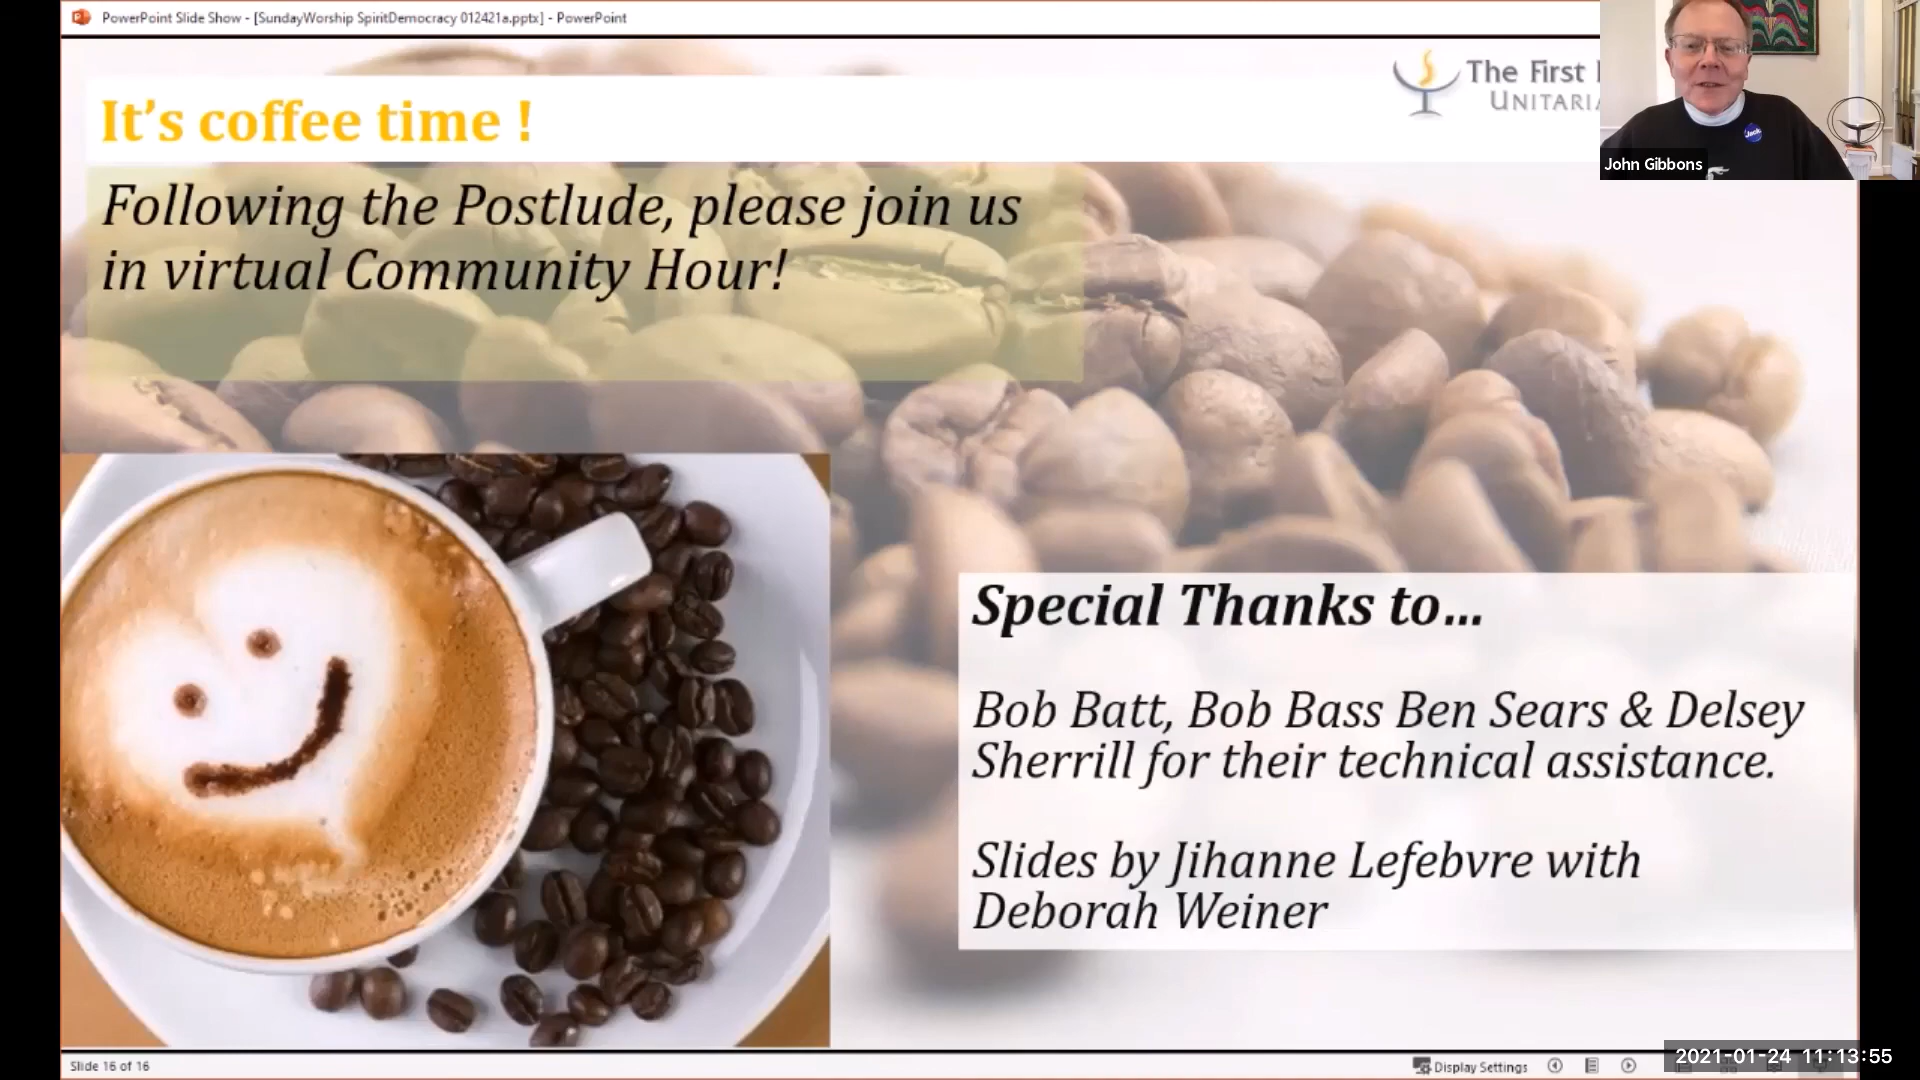 PowerPoint Slide Show - [SundayWorship SpiritDemocracy 012421a.pptx] - PowerPoint
The First
UNITARIA
It's coffee time !
Following the Postlude, please join us
in virtual Community Hour!
John Gibbons
Jack
Special Thanks to...
Bob Batt, Bob Bass Ben Sears & Delsey
Sherrill for their technical assistance.
Slides by Jihanne Lefebvre with
Deborah Weiner
Slide 16 of 16
Display Settings
2021-01-24 11:13:55